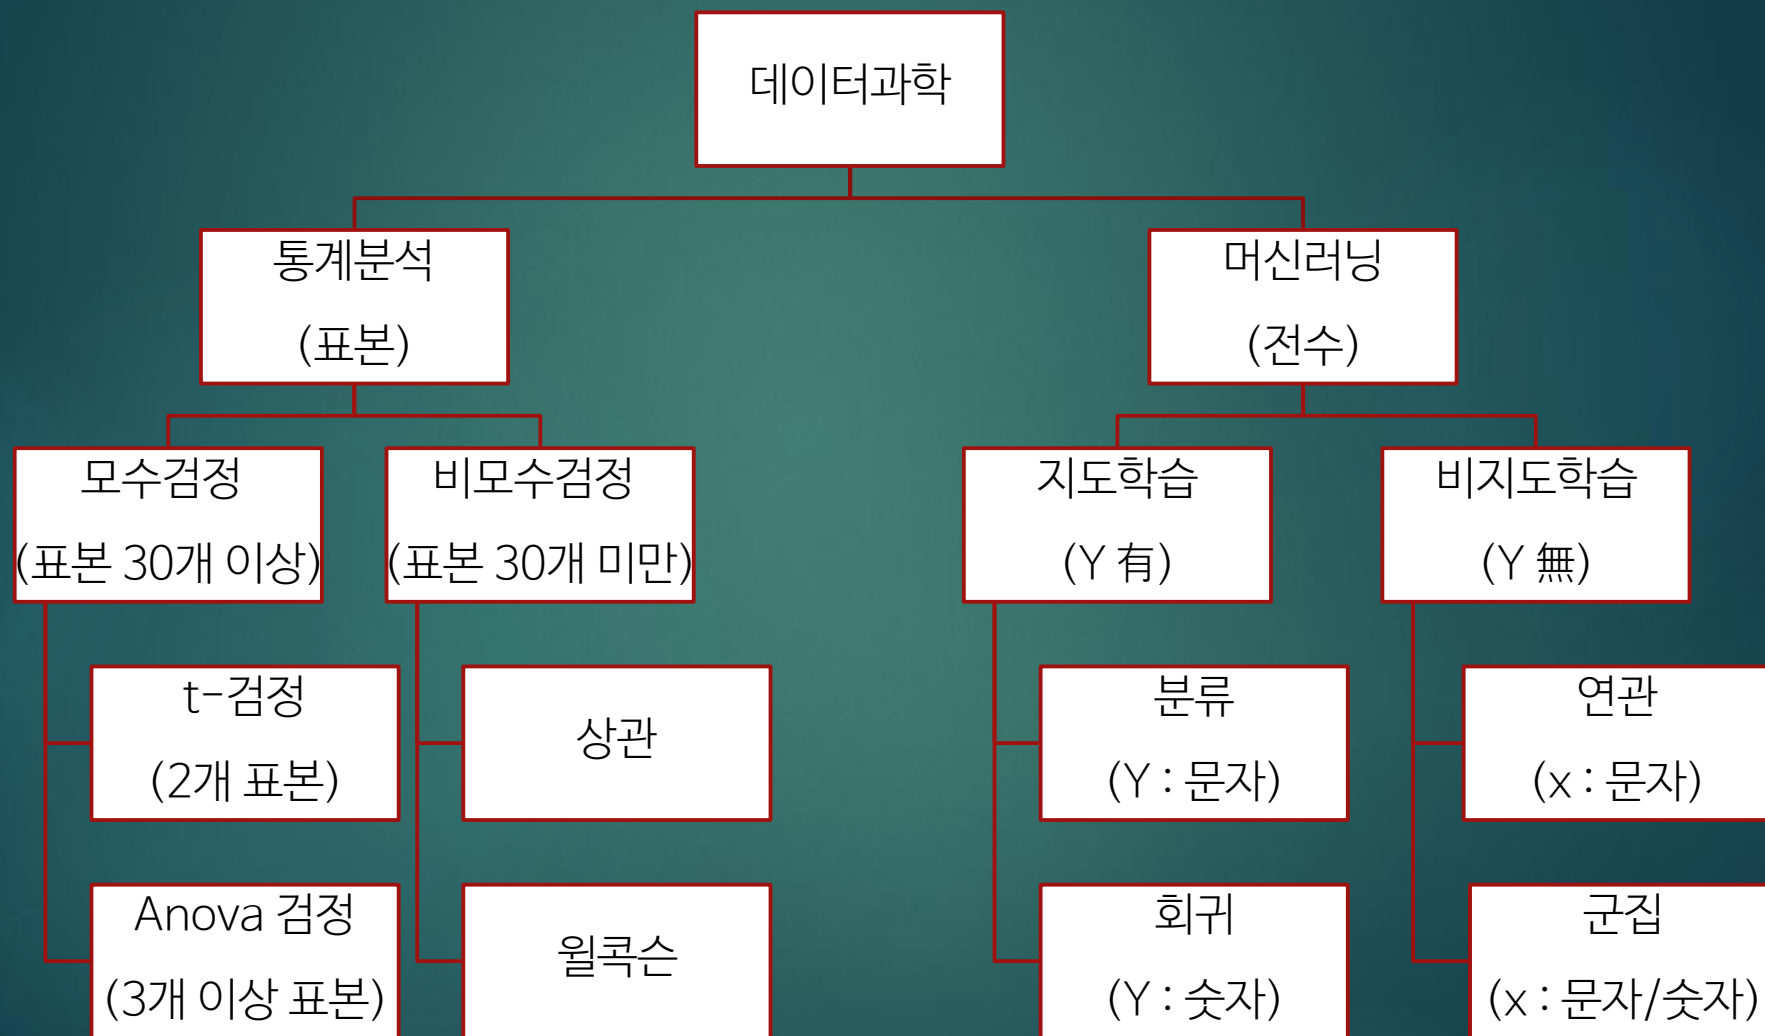 데이터과학
통계분석
(표본)
머신러닝
(전수)
모수검정
(표본 30개 이상)
비모수검정
(표본 30개 미만)
지도학습
(Y 有)
비지도학습
(Y 無)
t-검정
(2개 표본)
상관
분류
(Y : 문자)
연관
(x : 문자)
Anova 검정
(3개 이상 표본)
윌콕슨
회귀
(Y : 숫자)
군집
(x : 문자/숫자)